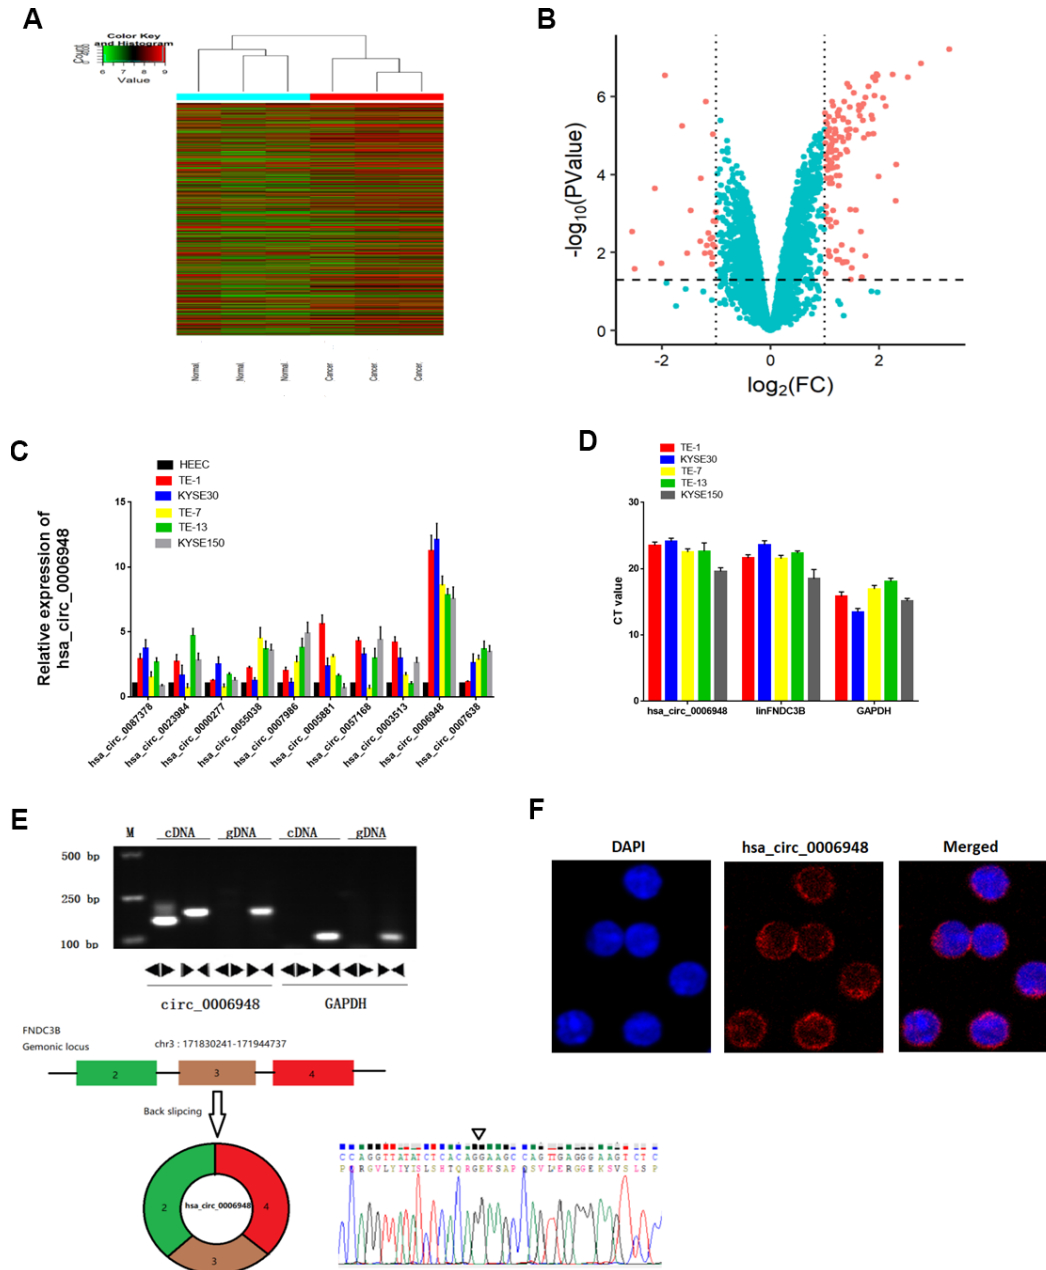 A
Color Key
and Histogram
Count
6 7 8 9
Value
Normal.
Normal.
Normal.
Cancer.
Cancer.
Cancer.
B
-log10(PValue)
6
4
2
0
-2 0 2
log2(FC)
C
HEEC
TE-1
KYSE30
TE-7
TE-13
KYSE150
Relative expression of
hsa_circ_0006948
15
10
5
0
hsa_circ_0087378
hsa_circ_0023984
hsa_circ_0000277
hsa_circ_0055038
hsa_circ_0007986
hsa_circ_0005881
hsa_circ_0057168
hsa_circ_0003513
hsa_circ_0006948
hsa_circ_0007638
D
TE-1
KYSE30
TE-7
TE-13
KYSE150
CT value
30
20
10
0
hsa_circ_0006948 linFNDC3B GAPDH
E
M cDNA gDNA cDNA gDNA
500 bp
250 bp
100 bp
circ_0006948 GAPDH
FNDC3B
Gemonic locus
chr3 : 171830241-171944737
2 3 4
Back slipcing
hsa_circ_0006948
2
4
3
CCAGGTTATATCTCACAGGAAGCCAGTTGAGGGAAGTCTC
F
DAPI hsa_circ_0006948 Merged